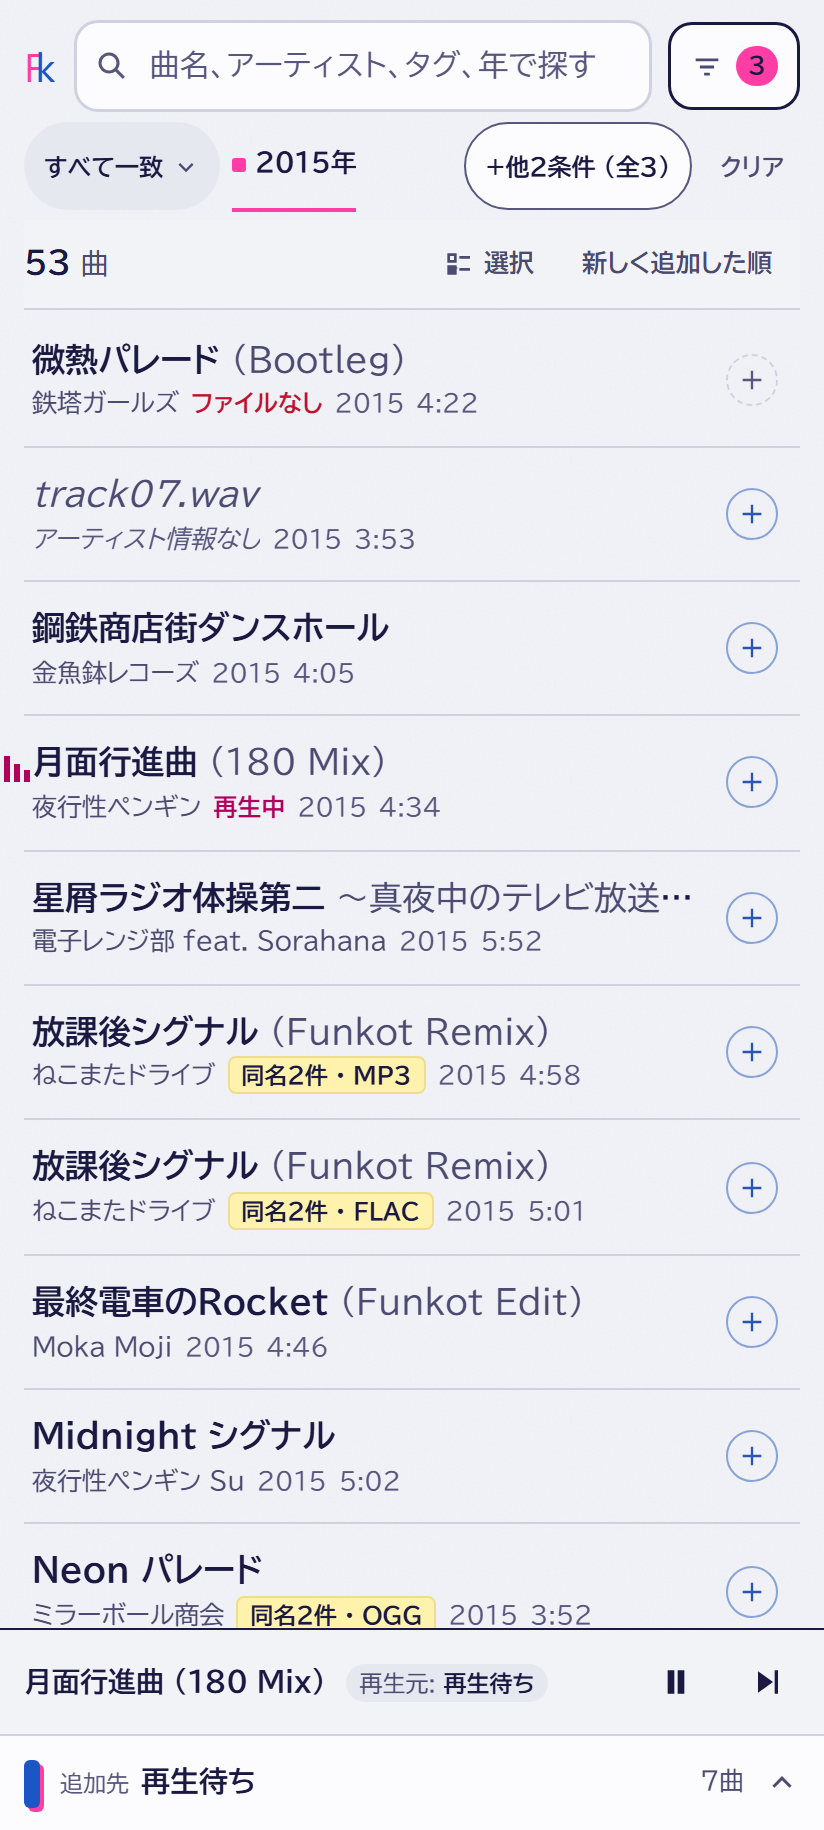 Fk
曲名、アーティスト、タグ、年で探す
3
すべて一致
2015年
+他2条件（全3）
クリア
53 曲
選択
新しく追加した順
微熱パレード（Bootleg）
鉄塔ガールズ ファイルなし 2015 4:22
track07.wav
アーティスト情報なし 2015 3:53
鋼鉄商店街ダンスホール
金魚鉢レコーズ 2015 4:05
月面行進曲（180 Mix）
夜行性ペンギン 再生中 2015 4:34
星屑ラジオ体操第二 〜真夜中のテレビ放送…
電子レンジ部 feat. Sorahana 2015 5:52
放課後シグナル（Funkot Remix）
ねこまたドライブ 同名2件・MP3 2015 4:58
放課後シグナル（Funkot Remix）
ねこまたドライブ 同名2件・FLAC 2015 5:01
最終電車のRocket（Funkot Edit）
Moka Moji 2015 4:46
Midnight シグナル
夜行性ペンギン Su 2015 5:02
Neon パレード
ミラーボール商会 同名2件・OGG 2015 3:52
月面行進曲（180 Mix） 再生元: 再生待ち
追加先 再生待ち
7曲